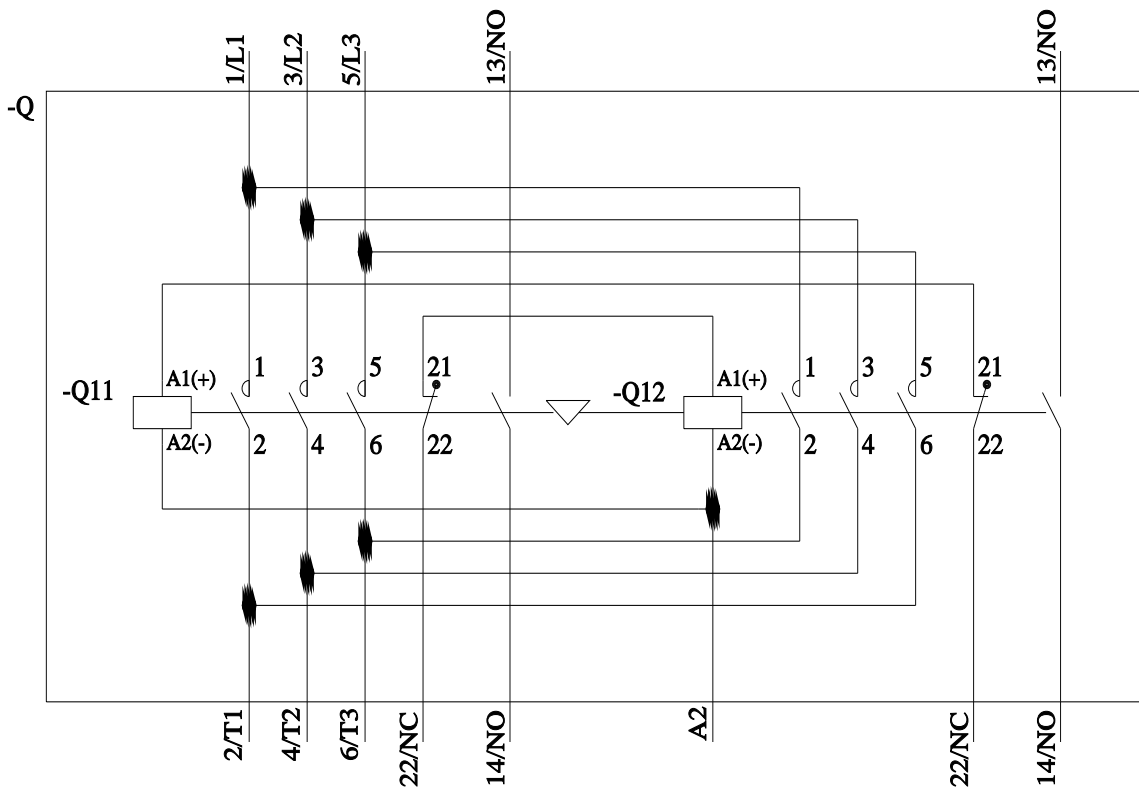 1/L1
3/L2
5/L3
13/NO
13/NO
-Q
1
3
5
21
1
3
5
21
-Q11
A1(+)
-Q12
A1(+)
A2(-)
2
4
6
22
A2(-)
2
4
6
22
2/T1
4/T2
6/T3
22/NC
14/NO
A2
22/NC
14/NO